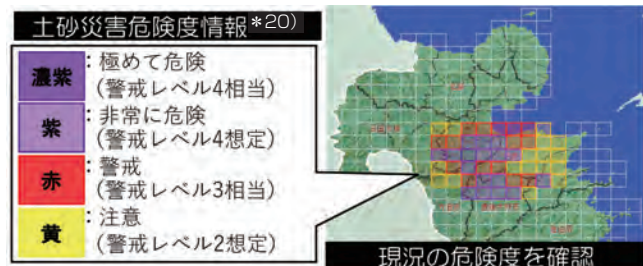 土砂災害危険度情報*20)
濃紫
:極めて危険
(警戒レベル4相当)
紫
:非常に危険
(警戒レベル4想定)
赤
:警戒
(警戒レベル3相当)
黄
:注意
(警戒レベル2想定)
現況の危険度を確認